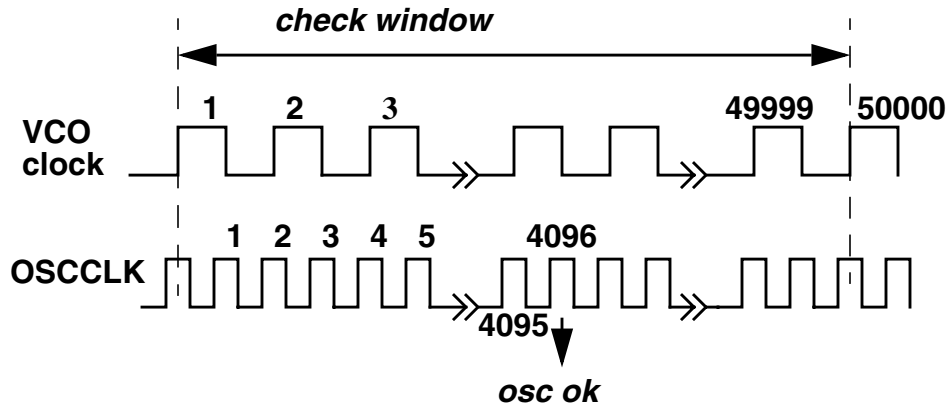 check window
1 2 3 49999 50000
VCO
clock
1 2 3 4 5 4096
OSCCLK
4095
osc ok